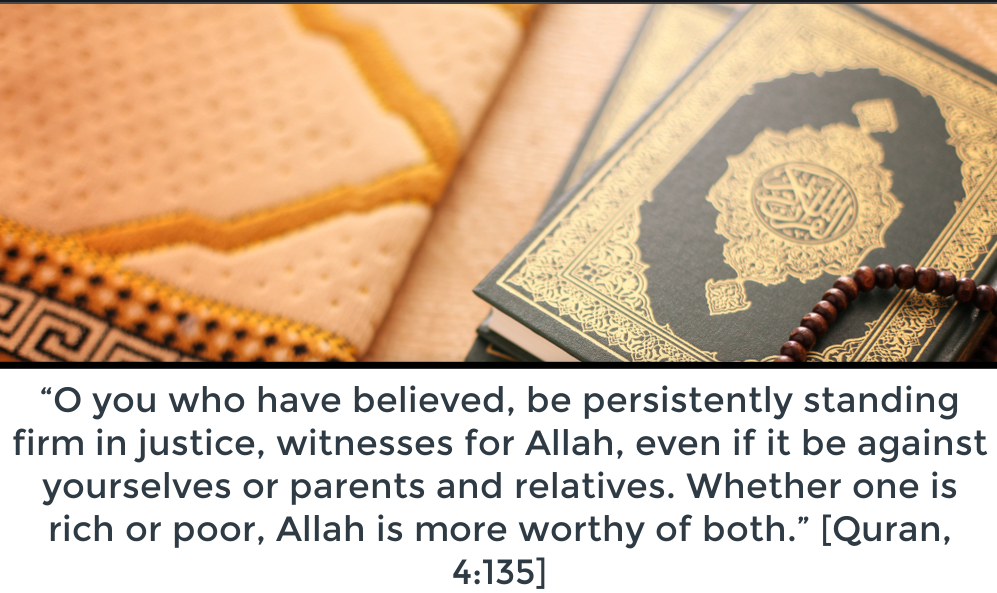 القرآن الكريم
“O you who have believed, be persistently standing
firm in justice, witnesses for Allah, even if it be against
yourselves or parents and relatives. Whether one is
rich or poor, Allah is more worthy of both.” [Quran,
4:135]